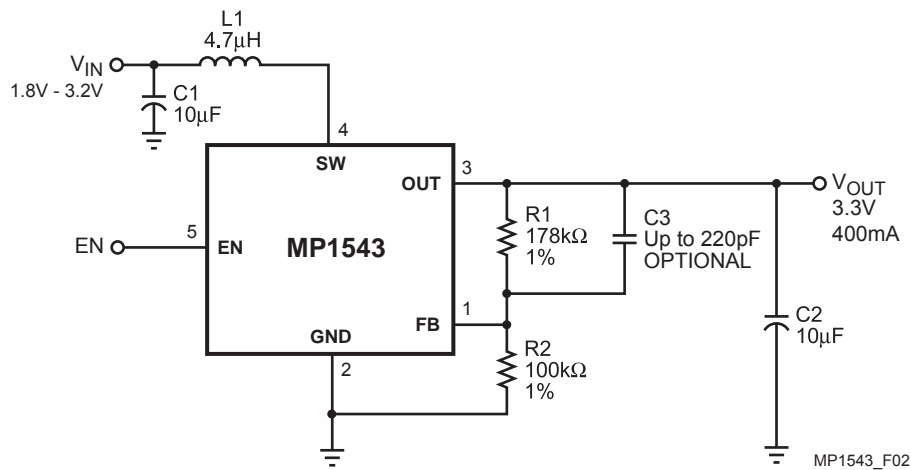 L1
4.7μH
VIN
1.8V - 3.2V
C1
10μF
4
SW
3
OUT
VOUT
3.3V
400mA
R1
178kΩ
1%
C3
Up to 220pF
OPTIONAL
EN
5
EN
MP1543
1
FB
C2
10μF
GND
2
R2
100kΩ
1%
MP1543_F02